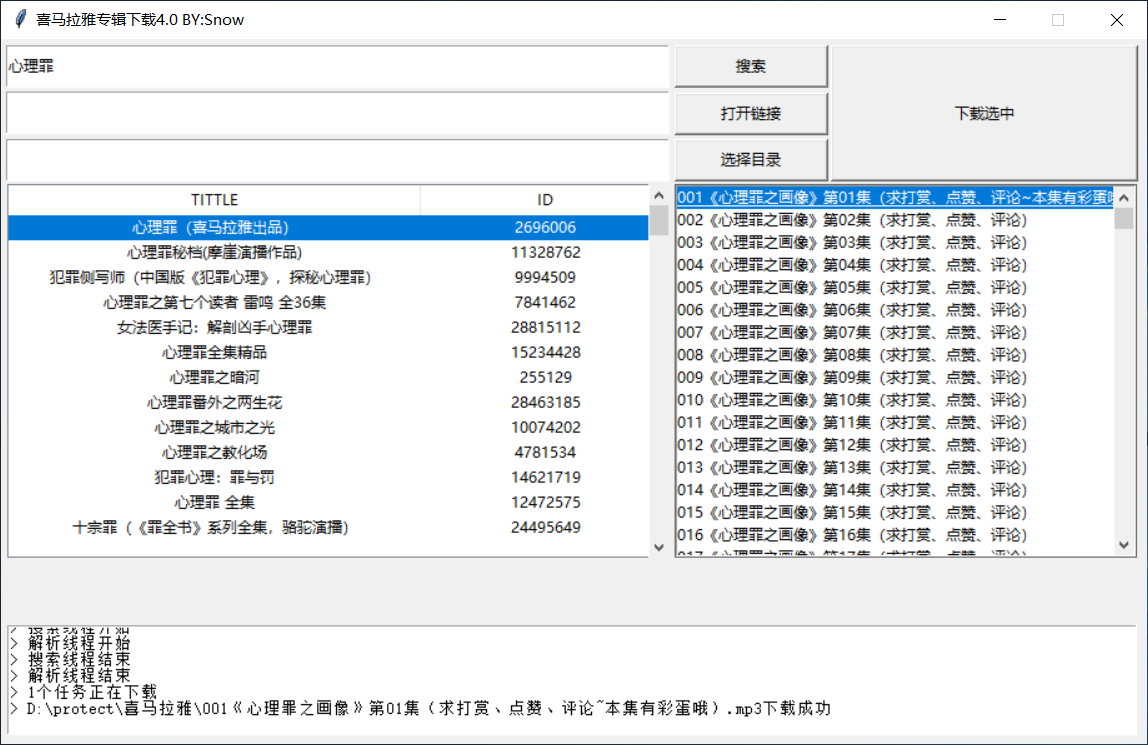 喜马拉雅专辑下载4.0 BY:Snow
心理罪
搜索
打开链接
选择目录
下载选中
TITTLE ID
心理罪（喜马拉雅出品） 2696006
心理罪秘档(摩崖演播作品) 11328762
犯罪侧写师（中国版《犯罪心理》，探秘心理罪） 9994509
心理罪之第七个读者 雷鸣 全36集 7841462
女法医手记：解剖凶手心理罪 28815112
心理罪全集精品 15234428
心理罪之暗河 255129
心理罪番外之两生花 28463185
心理罪之城市之光 10074202
心理罪之教化场 4781534
犯罪心理：罪与罚 14621719
心理罪 全集 12472575
十宗罪（《罪全书》系列全集，骆驼演播） 24495649
001《心理罪之画像》第01集（求打赏、点赞、评论~本集有彩蛋哦
002《心理罪之画像》第02集（求打赏、点赞、评论）
003《心理罪之画像》第03集（求打赏、点赞、评论）
004《心理罪之画像》第04集（求打赏、点赞、评论）
005《心理罪之画像》第05集（求打赏、点赞、评论）
006《心理罪之画像》第06集（求打赏、点赞、评论）
007《心理罪之画像》第07集（求打赏、点赞、评论）
008《心理罪之画像》第08集（求打赏、点赞、评论）
009《心理罪之画像》第09集（求打赏、点赞、评论）
010《心理罪之画像》第10集（求打赏、点赞、评论）
011《心理罪之画像》第11集（求打赏、点赞、评论）
012《心理罪之画像》第12集（求打赏、点赞、评论）
013《心理罪之画像》第13集（求打赏、点赞、评论）
014《心理罪之画像》第14集（求打赏、点赞、评论）
015《心理罪之画像》第15集（求打赏、点赞、评论）
016《心理罪之画像》第16集（求打赏、点赞、评论）
017《心理罪之画像》第17集（求打赏、点赞、评论）
> 搜索线程开始
> 解析线程开始
> 搜索线程结束
> 解析线程结束
> 1个任务正在下载
> D:\protect\喜马拉雅\001《心理罪之画像》第01集（求打赏、点赞、评论~本集有彩蛋哦）.mp3下载成功